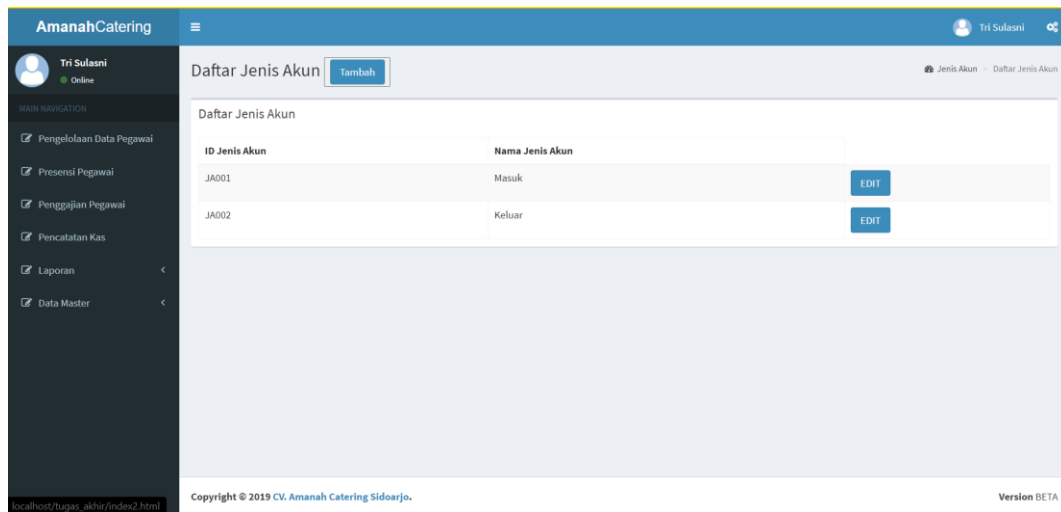 AmanahCatering
Tri Sulasni
Tri Sulasni
Online
MAIN NAVIGATION
Pengelolaan Data Pegawai
Presensi Pegawai
Penggajian Pegawai
Pencatatan Kas
Laporan
Data Master
Daftar Jenis Akun Tambah
Jenis Akun > Daftar Jenis Akun
Daftar Jenis Akun
ID Jenis Akun Nama Jenis Akun
JA001 Masuk EDIT
JA002 Keluar EDIT
localhost/tugas_akhir/index2.html
Copyright © 2019 CV. Amanah Catering Sidoarjo. Version BETA